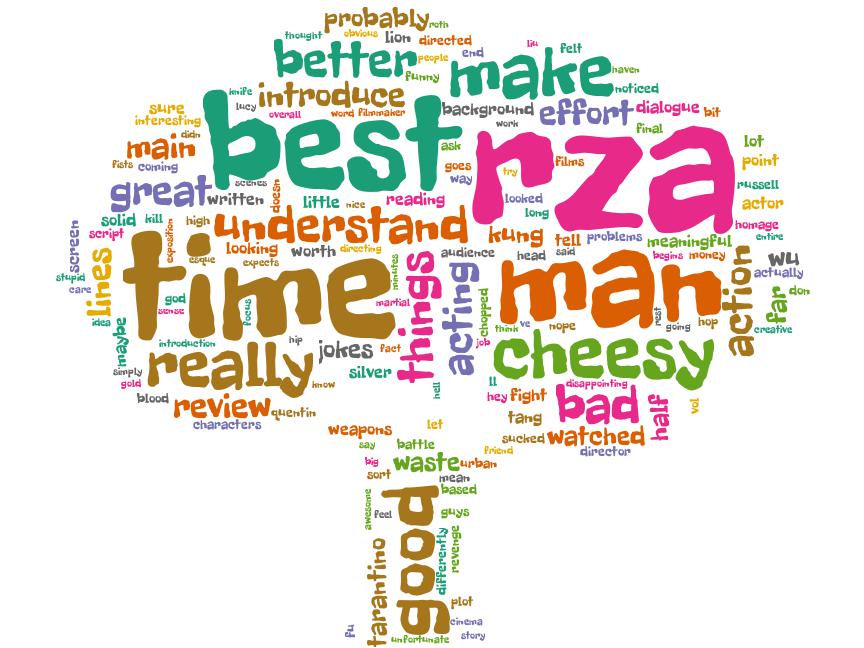 probably roth
thought obvious lion directed
better people end liu felt
funny make haven
knife introduce noticed
lucy overall word filmmaker background effort dialogue bit
sure interesting best work final
didn ask rza lot
main goes films point
fists coming way try
great scenes russell
written doesn little nice reading looked actor
solid kill high understand long homage
script exposition kung tell problems meaningful entire
screen looking worth directing audience head said begins money
esque expects wu
lines time minutes things acting man action actually
stupid god far don
care sense focus martial chopped creative
idea rest hop
maybe hip think ve nope going
introduction jokes fact job cheesy
really silver
simply know ll disappointing
gold hell hey fight bad half vol
blood review quentin
characters tang
weapons let sucked watched
say battle director
big waste urban friend
sort mean
awesome good based
feel guys
differently revenge
tarantino plot
cinema
fu unfortunate story